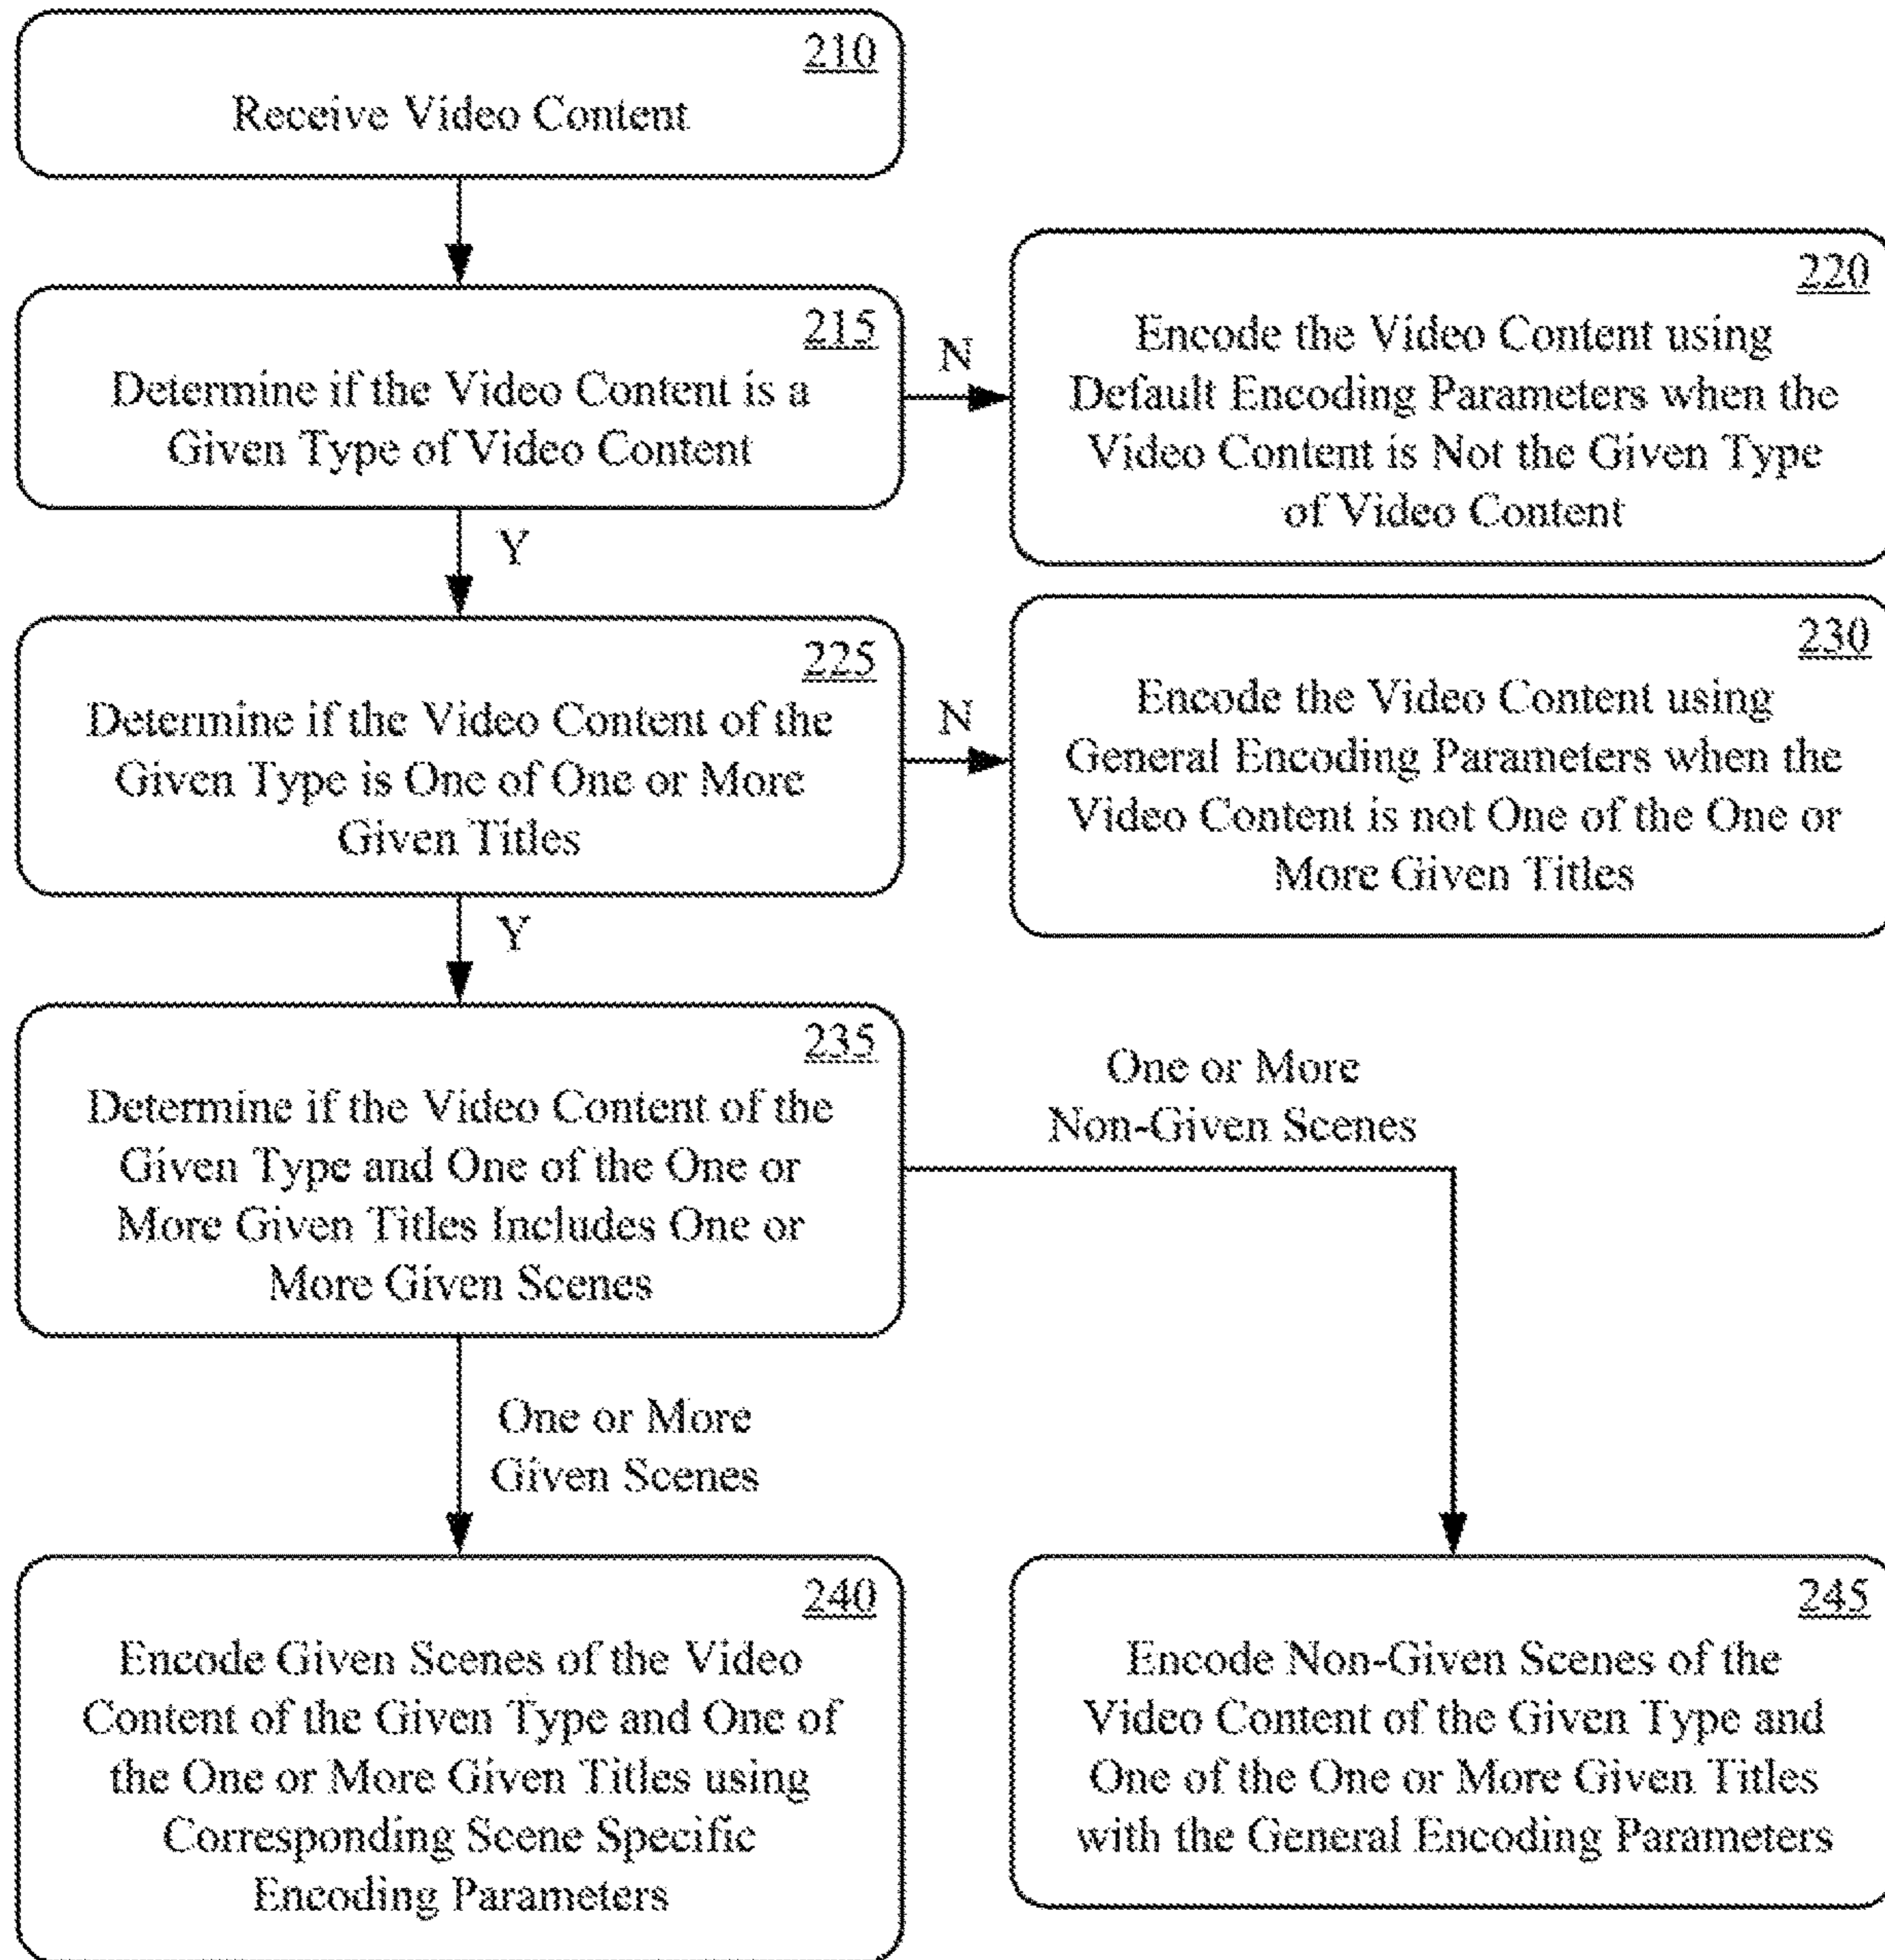 210
Receive Video Content
215
Determine if the Video Content is a
Given Type of Video Content
N
220
Encode the Video Content using
Default Encoding Parameters when the
Video Content is Not the Given Type
of Video Content
Y
225
Determine if the Video Content of the
Given Type is One of One or More
Given Titles
N
230
Encode the Video Content using
General Encoding Parameters when the
Video Content is not One of the One or
More Given Titles
Y
235
Determine if the Video Content of the
Given Type and One of the One or
More Given Titles Includes One or
More Given Scenes
One or More
Non-Given Scenes
One or More
Given Scenes
240
Encode Given Scenes of the Video
Content of the Given Type and One of
the One or More Given Titles using
Corresponding Scene Specific
Encoding Parameters
245
Encode Non-Given Scenes of the
Video Content of the Given Type and
One of the One or More Given Titles
with the General Encoding Parameters